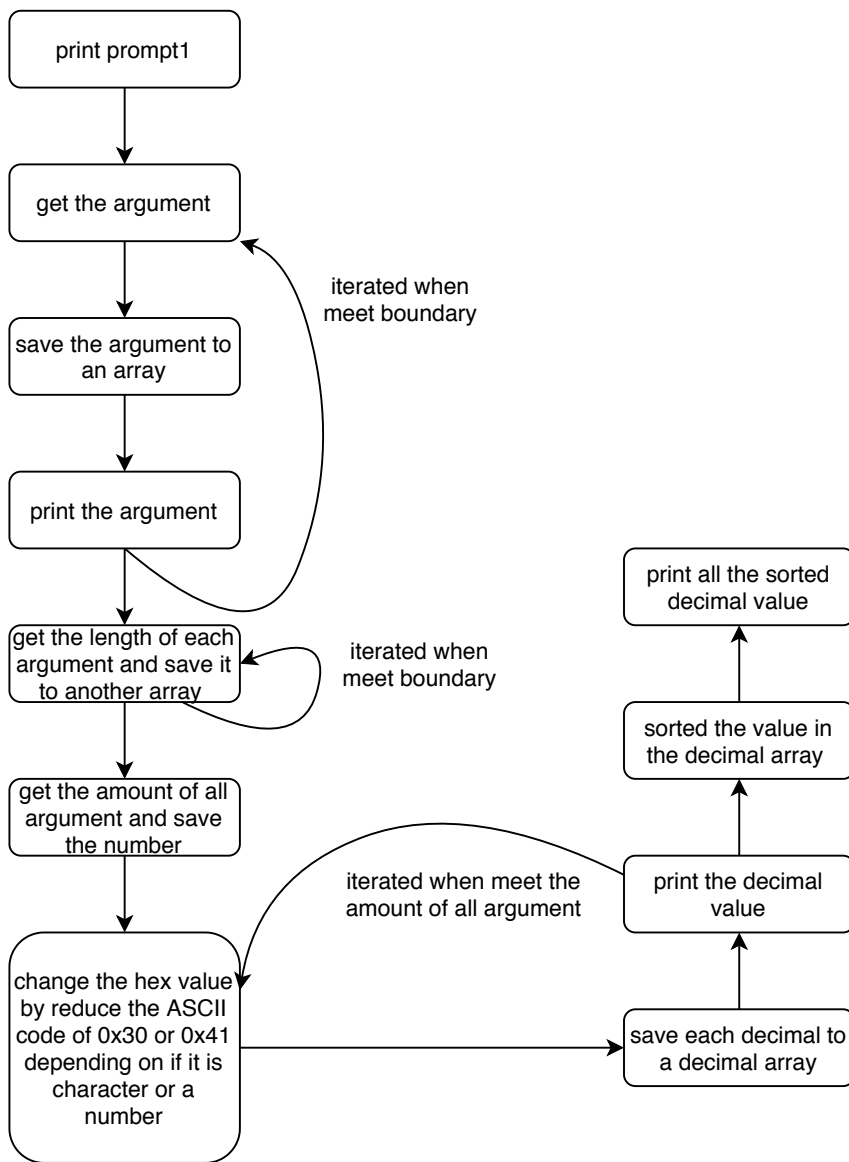 print prompt1
get the argument
iterated when
meet boundary
save the argument to
an array
print the argument
get the length of each
argument and save it
to another array
iterated when
meet boundary
get the amount of all
argument and save
the number
change the hex value
by reduce the ASCII
code of 0x30 or 0x41
depending on if it is
character or a
number
iterated when meet the
amount of all argument
save each decimal to
a decimal array
print the decimal
value
sorted the value in
the decimal array
print all the sorted
decimal value